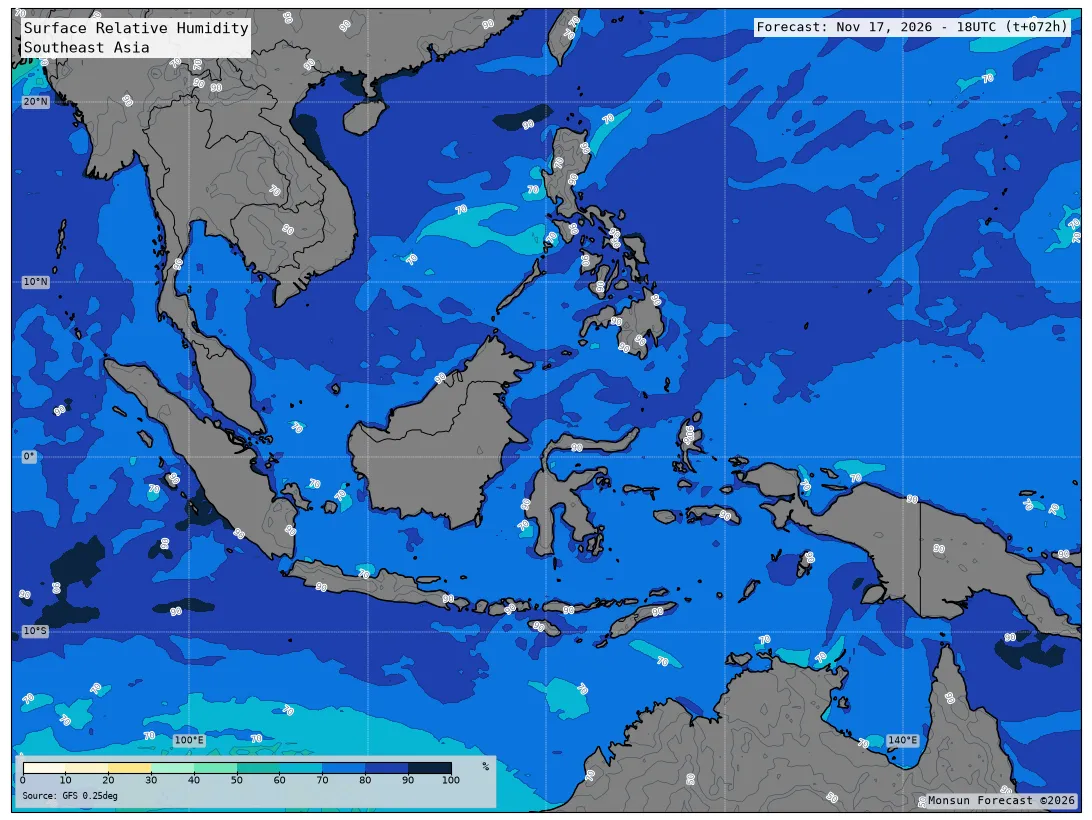 Surface Relative Humidity
Southeast Asia
Forecast: Nov 17, 2026 - 18UTC (t+072h)
20°N
10°N
0°
10°S
100°E
140°E
0 10 20 30 40 50 60 70 80 90 100
%
Source: GFS 0.25deg
Monsun Forecast ©2026